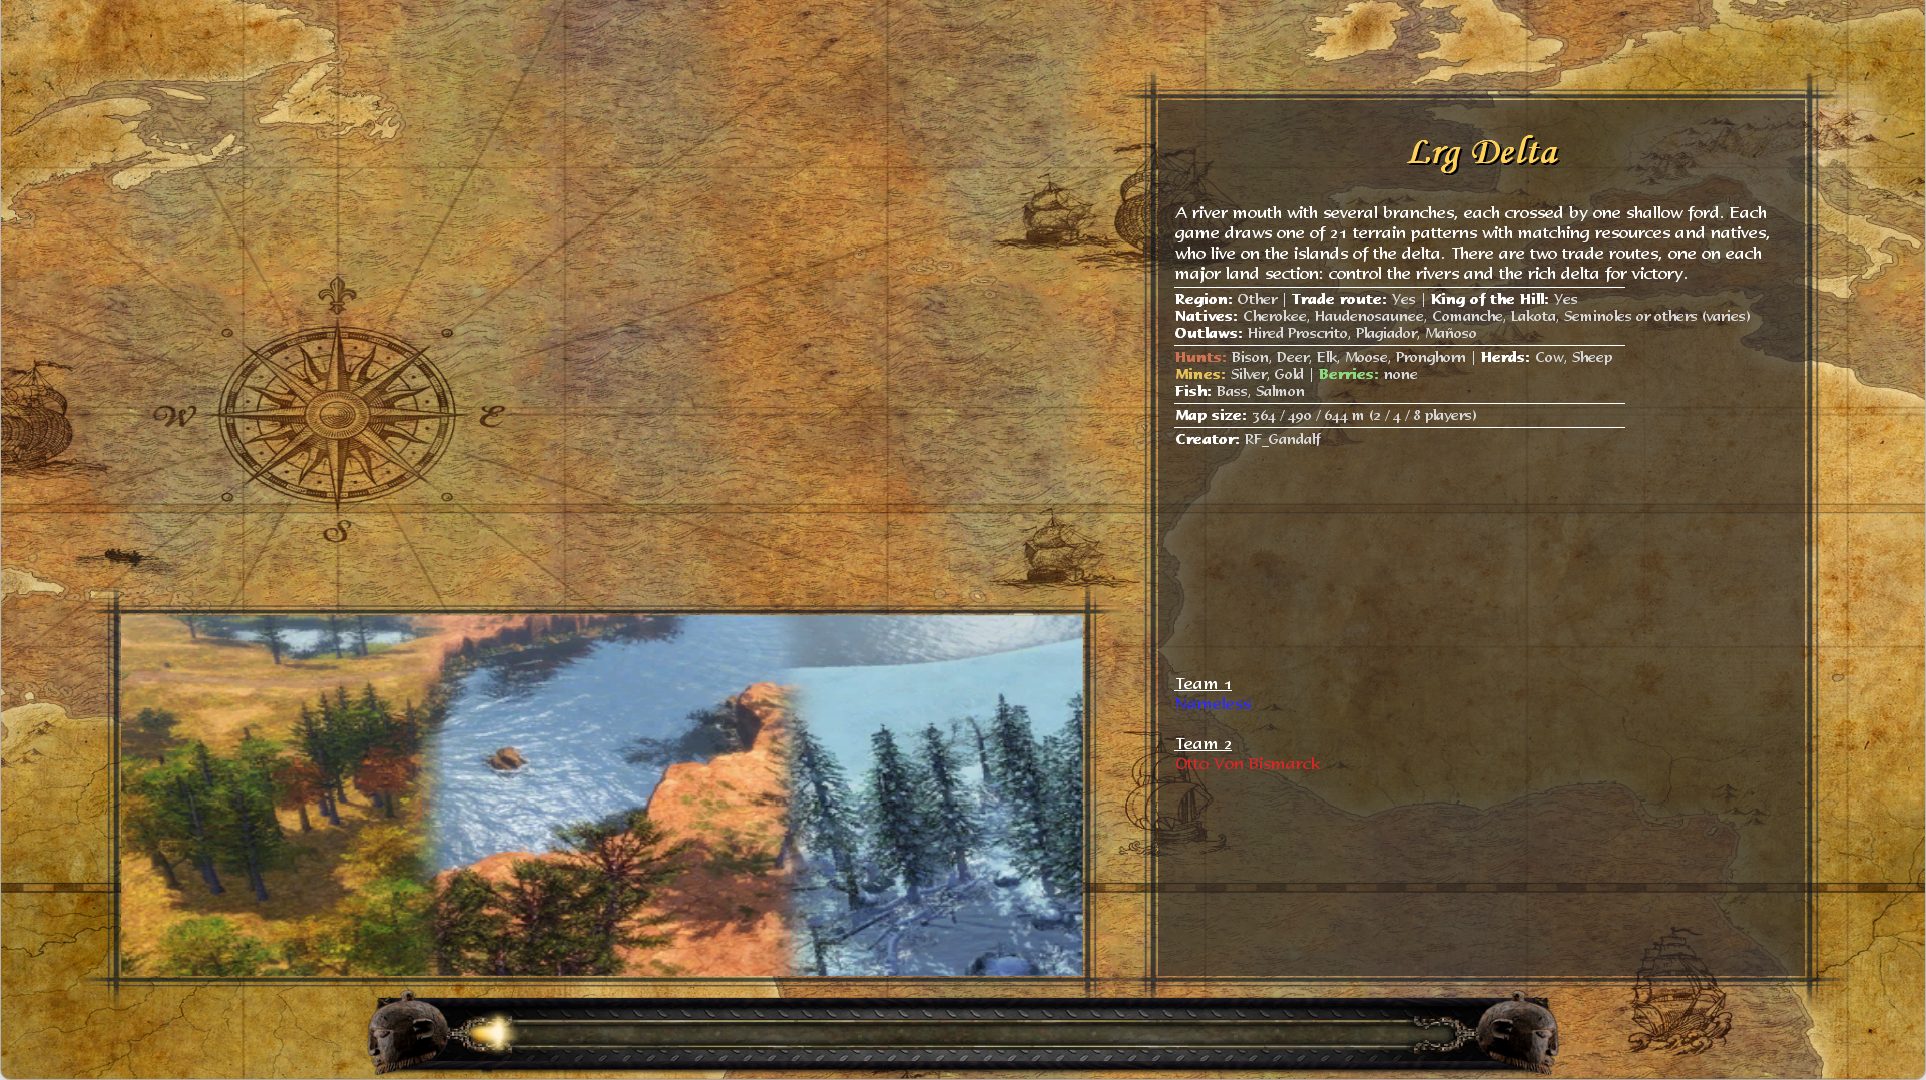 Lrg Delta
A river mouth with several branches, each crossed by one shallow ford. Each
game draws one of 21 terrain patterns with matching resources and natives,
who live on the islands of the delta. There are two trade routes, one on each
major land section: control the rivers and the rich delta for victory.
Region: Other | Trade route: Yes | King of the Hill: Yes
Natives: Cherokee, Haudenosaunee, Comanche, Lakota, Seminoles or others (varies)
Outlaws: Hired Proscrito, Plagiador, Mañoso
Hunts: Bison, Deer, Elk, Moose, Pronghorn | Herds: Cow, Sheep
Mines: Silver, Gold | Berries: none
Fish: Bass, Salmon
Map size: 364 / 490 / 644 m (2 / 4 / 8 players)
Creator: RF_Gandalf
W
E
S
Team 1
Nameless
Team 2
Otto Von Bismarck